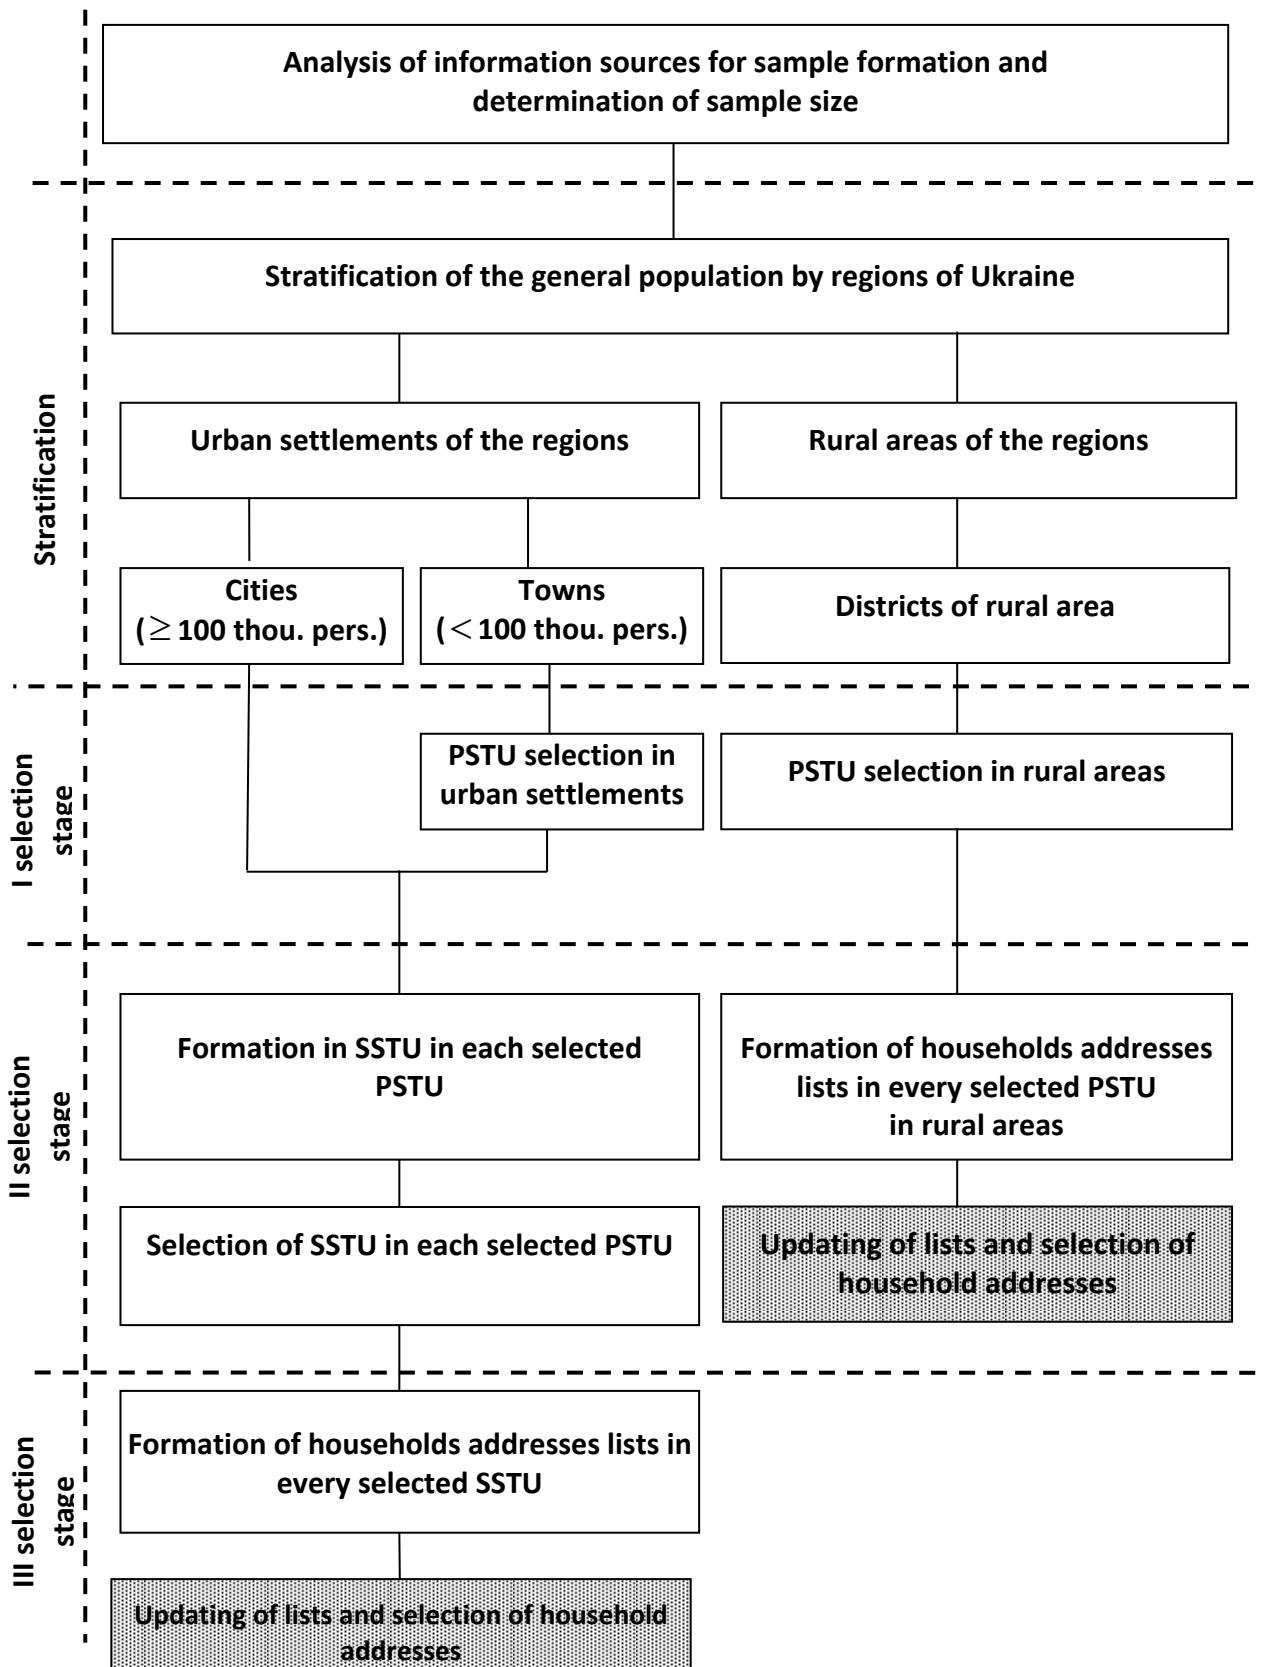 Analysis of information sources for sample formation and
determination of sample size
Stratification
Stratification of the general population by regions of Ukraine
Urban settlements of the regions
Rural areas of the regions
Cities
(≥ 100 thou. pers.)
Towns
(< 100 thou. pers.)
Districts of rural area
I selection
stage
PSTU selection in
urban settlements
PSTU selection in rural areas
II selection
stage
Formation in SSTU in each selected
PSTU
Formation of households addresses
lists in every selected PSTU
in rural areas
Selection of SSTU in each selected PSTU
Updating of lists and selection of
household addresses
III selection
stage
Formation of households addresses lists in
every selected SSTU
Updating of lists and selection of household
addresses